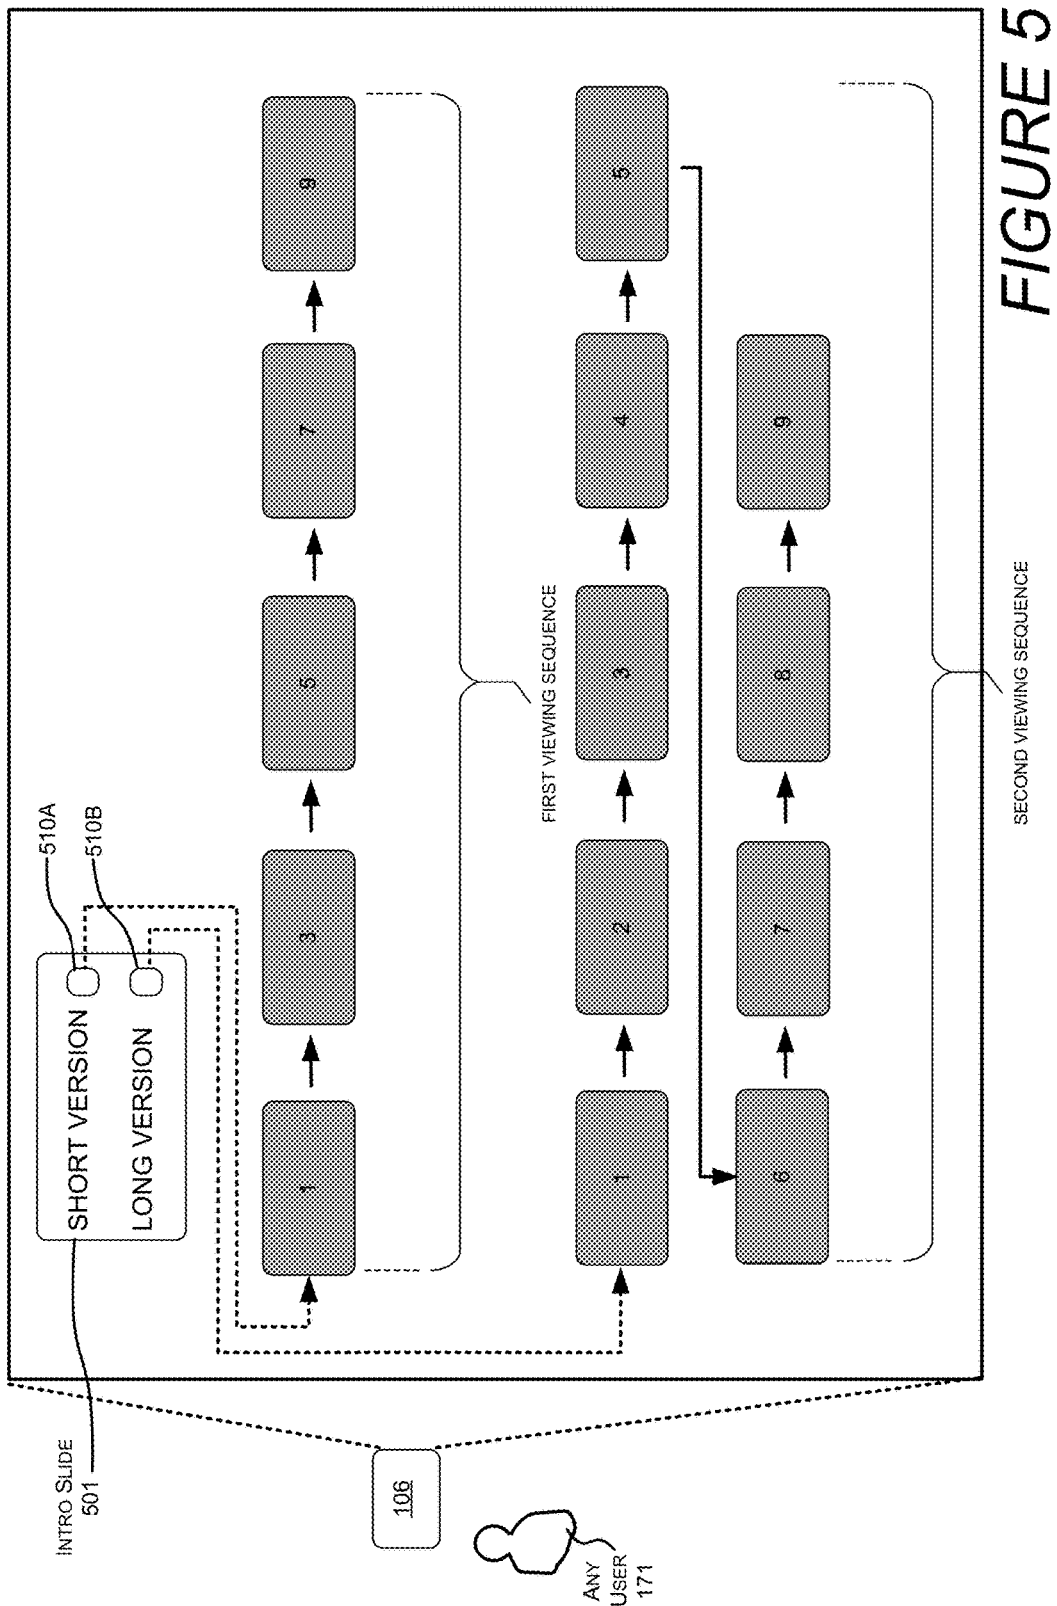 INTRO SLIDE
501
SHORT VERSION
LONG VERSION
510A
510B
1
3
5
7
9
FIRST VIEWING SEQUENCE
1
2
3
4
5
6
7
8
9
SECOND VIEWING SEQUENCE
106
ANY
USER
171
FIGURE 5